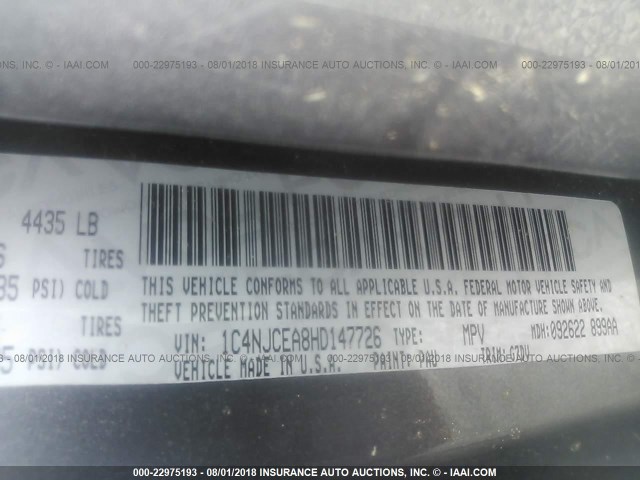 INC. - IAAI.COM 000-22975193 - 08/01/2018 INSURANCE AUTO AUCTIONS, INC. - IAAI.COM 000-22975193 - 08/01/2018
4435 LB
TIRES
PSI) COLD
THIS VEHICLE CONFORMS TO ALL APPLICABLE U.S.A. FEDERAL MOTOR VEHICLE SAFETY AND
THEFT PREVENTION STANDARDS IN EFFECT ON THE DATE OF MANUFACTURE SHOWN ABOVE.
TIRES
VIN: 1C4NJCEA8HD147726 TYPE: MPV MDH:092622 899AA
PSI) COLD
VEHICLE MADE IN U.S.A. PAINT:
000-22975193 - 08/01/2018 INSURANCE AUTO AUCTIONS, INC. - IAAI.COM